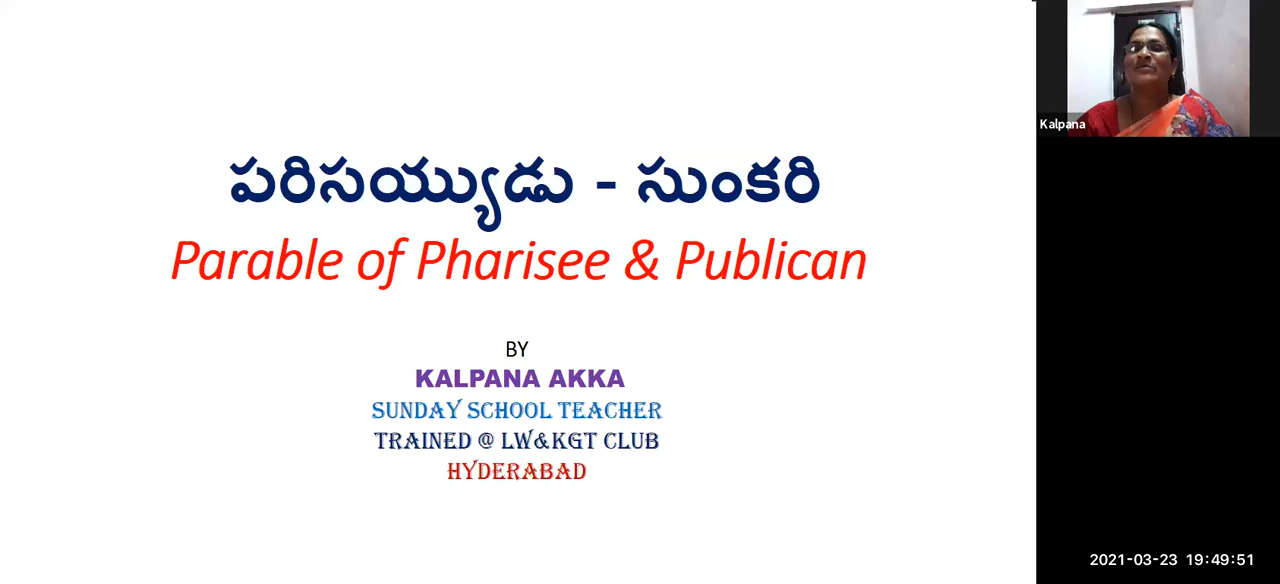 పరిసయ్యుడు - సుంకరి
Parable of Pharisee & Publican
BY
KALPANA AKKA
SUNDAY SCHOOL TEACHER
TRAINED @ LW&KGT CLUB
HYDERABAD
Kalpana
2021-03-23 19:49:51